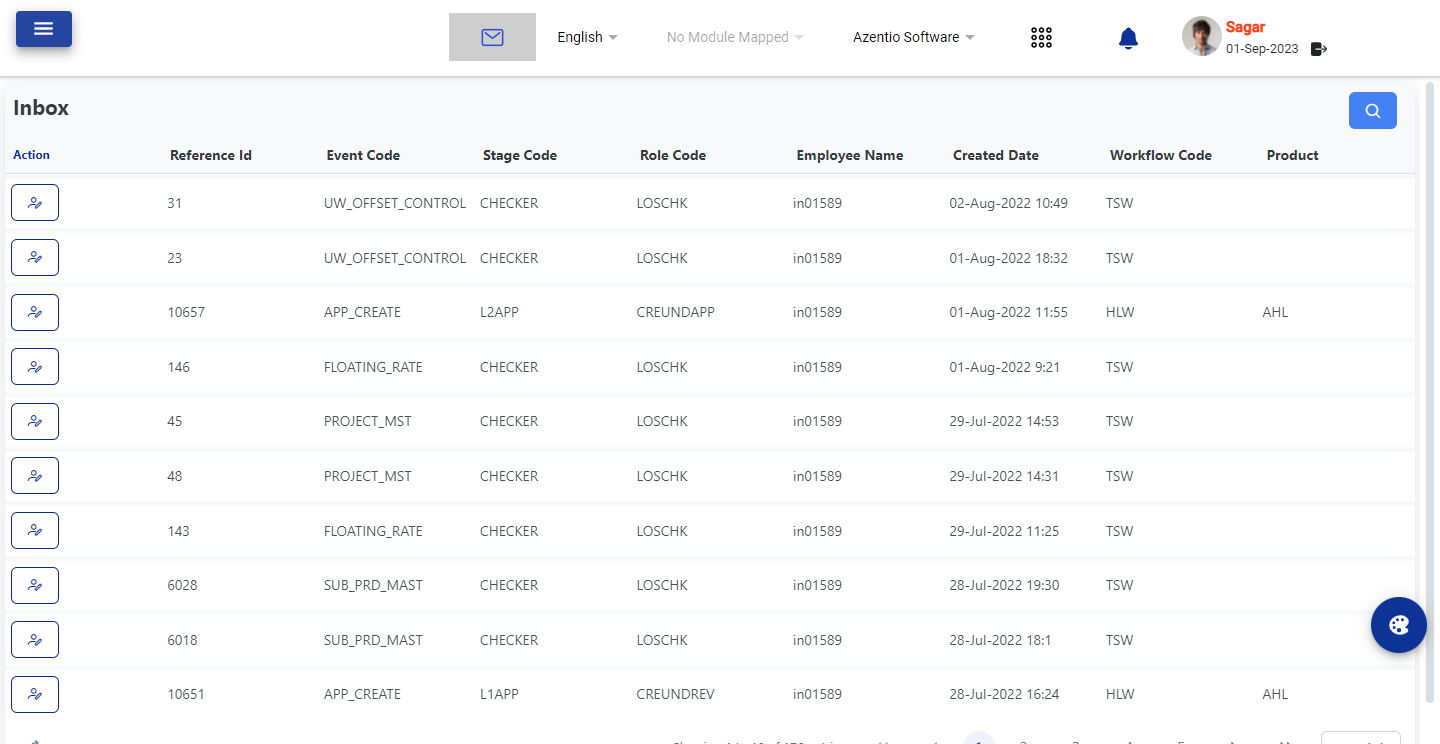 English No Module Mapped Azentio Software Sagar
01-Sep-2023
Inbox
Action Reference Id Event Code Stage Code Role Code Employee Name Created Date Workflow Code Product
31 UW_OFFSET_CONTROL CHECKER LOSCHK in01589 02-Aug-2022 10:49 TSW
23 UW_OFFSET_CONTROL CHECKER LOSCHK in01589 01-Aug-2022 18:32 TSW
10657 APP_CREATE L2APP CREUNDAPP in01589 01-Aug-2022 11:55 HLW AHL
146 FLOATING_RATE CHECKER LOSCHK in01589 01-Aug-2022 9:21 TSW
45 PROJECT_MST CHECKER LOSCHK in01589 29-Jul-2022 14:53 TSW
48 PROJECT_MST CHECKER LOSCHK in01589 29-Jul-2022 14:31 TSW
143 FLOATING_RATE CHECKER LOSCHK in01589 29-Jul-2022 11:25 TSW
6028 SUB_PRD_MAST CHECKER LOSCHK in01589 28-Jul-2022 19:30 TSW
6018 SUB_PRD_MAST CHECKER LOSCHK in01589 28-Jul-2022 18:1 TSW
10651 APP_CREATE L1APP CREUNDREV in01589 28-Jul-2022 16:24 HLW AHL